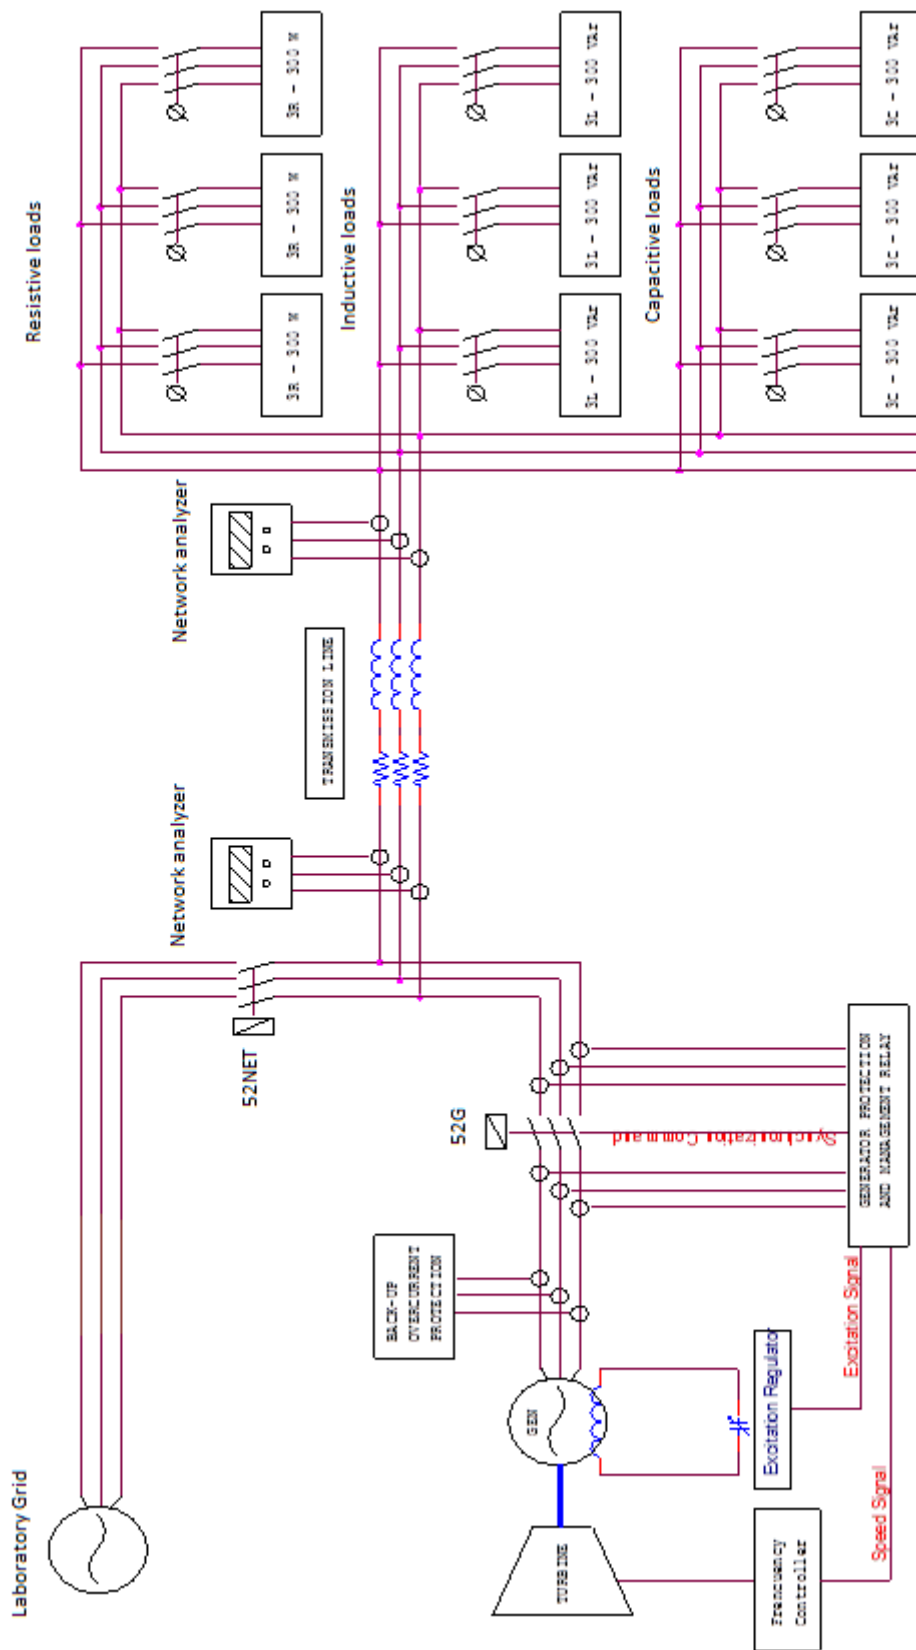 Laboratory Grid
52NET
Network analyzer
TRANSMISSION LINE
Network analyzer
Resistive loads
3R - 300 W
3R - 300 W
3R - 300 W
Inductive loads
3L - 300 VAr
3L - 300 VAr
3L - 300 VAr
Capacitive loads
3C - 300 VAr
3C - 300 VAr
3C - 300 VAr
TURBINE
GEN
BACK-UP
OVERCURRENT
PROTECTION
52G
Synchronization Command
Frencuency
Controller
Excitation Regulator
Speed Signal
Excitation Signal
GENERATOR PROTECTION
AND MANAGEMENT RELAY